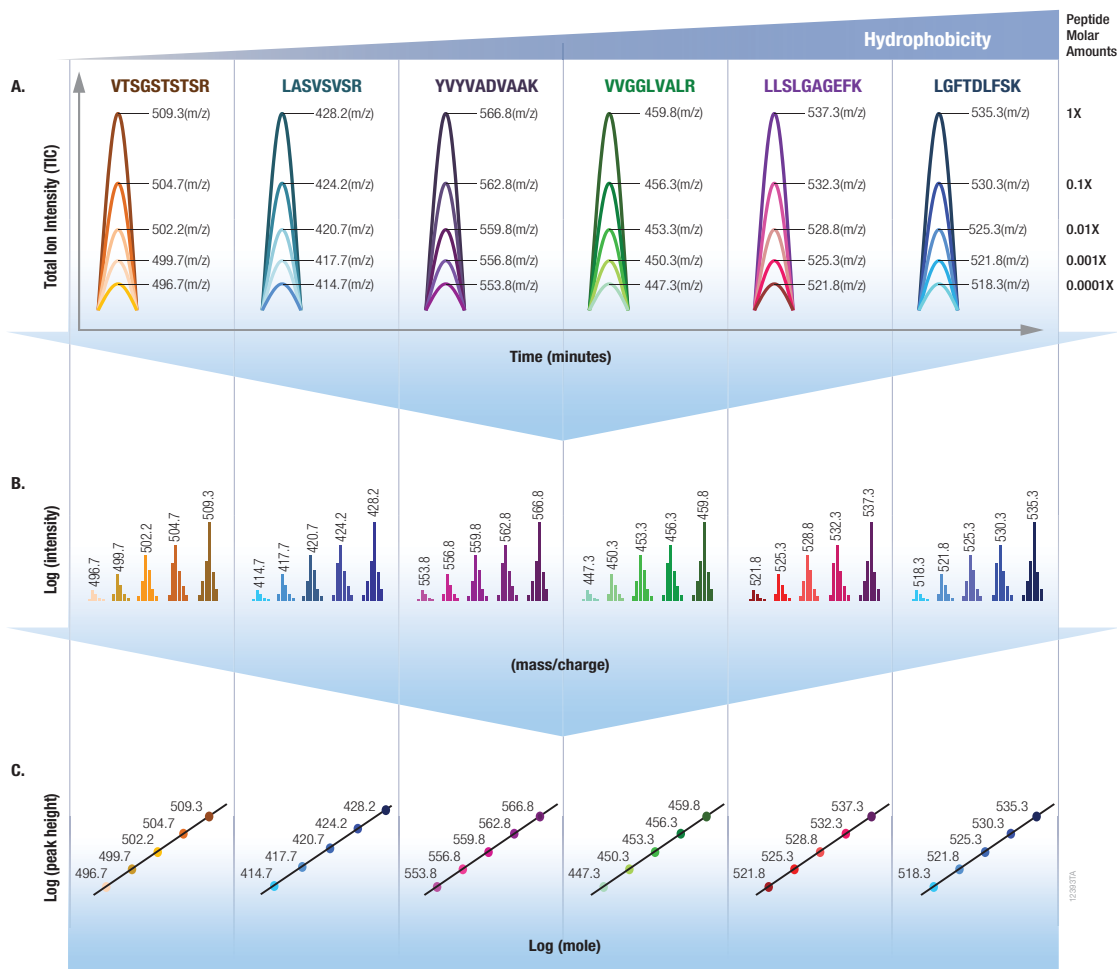 Hydrophobicity
Peptide
Molar
Amounts
A.
VTSGSTSTSR
LASVSVSR
YVYVADVAAK
VVGGLVALR
LLSLGAGEFK
LGFTDLFSK
Total Ion Intensity (TIC)
509.3(m/z) 428.2(m/z) 566.8(m/z) 459.8(m/z) 537.3(m/z) 535.3(m/z) 1X
504.7(m/z) 424.2(m/z) 562.8(m/z) 456.3(m/z) 532.3(m/z) 530.3(m/z) 0.1X
502.2(m/z) 420.7(m/z) 559.8(m/z) 453.3(m/z) 528.8(m/z) 525.3(m/z) 0.01X
499.7(m/z) 417.7(m/z) 556.8(m/z) 450.3(m/z) 525.3(m/z) 521.8(m/z) 0.001X
496.7(m/z) 414.7(m/z) 553.8(m/z) 447.3(m/z) 521.8(m/z) 518.3(m/z) 0.0001X
Time (minutes)
B.
Log (intensity)
496.7 499.7 502.2 504.7 509.3
414.7 417.7 420.7 424.2 428.2
553.8 556.8 559.8 562.8 566.8
447.3 450.3 453.3 456.3 459.8
521.8 525.3 528.8 532.3 537.3
518.3 521.8 525.3 530.3 535.3
(mass/charge)
C.
Log (peak height)
509.3 428.2 566.8 459.8 537.3 535.3
504.7 424.2 562.8 456.3 532.3 530.3
502.2 420.7 559.8 453.3 528.8 525.3
499.7 417.7 556.8 450.3 525.3 521.8
496.7 414.7 553.8 447.3 521.8 518.3
Log (mole)
12393TA